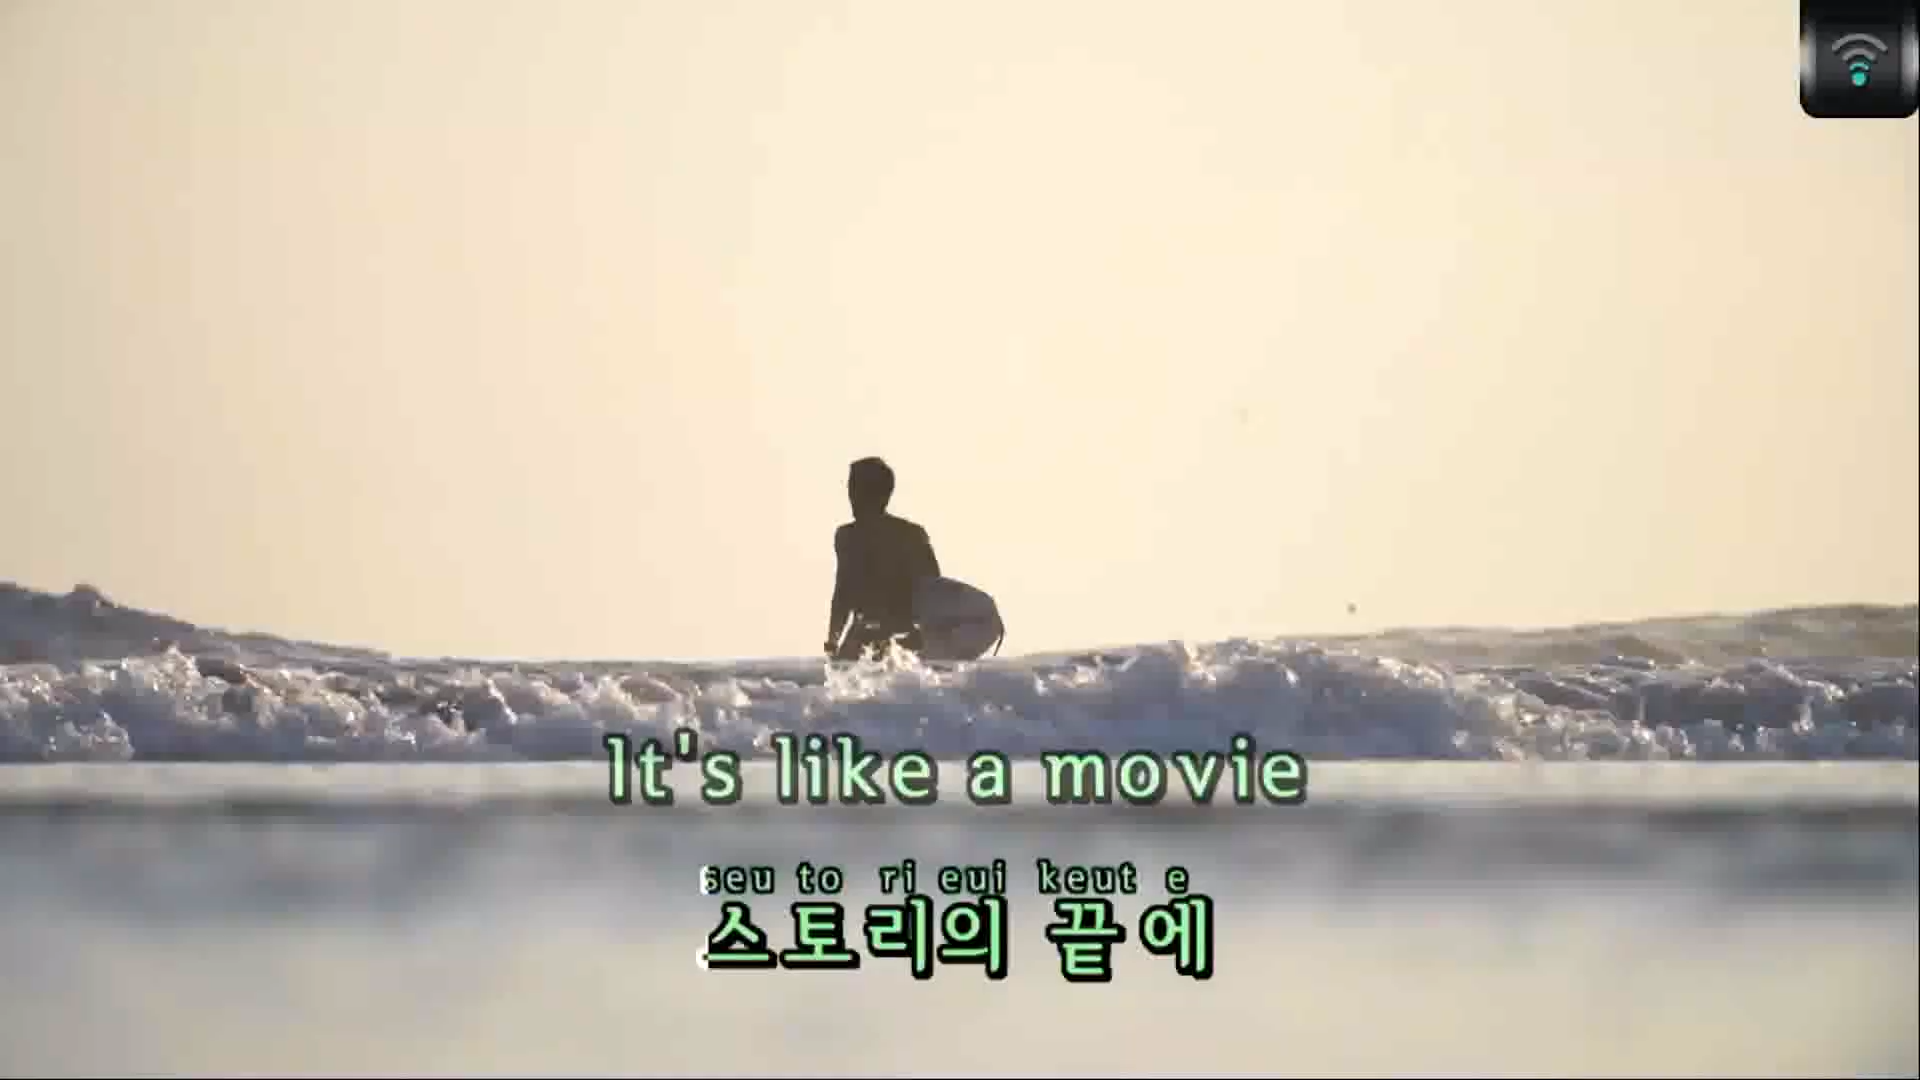 It's like a movie
seu to ri eui keut e
스토리의 끝에